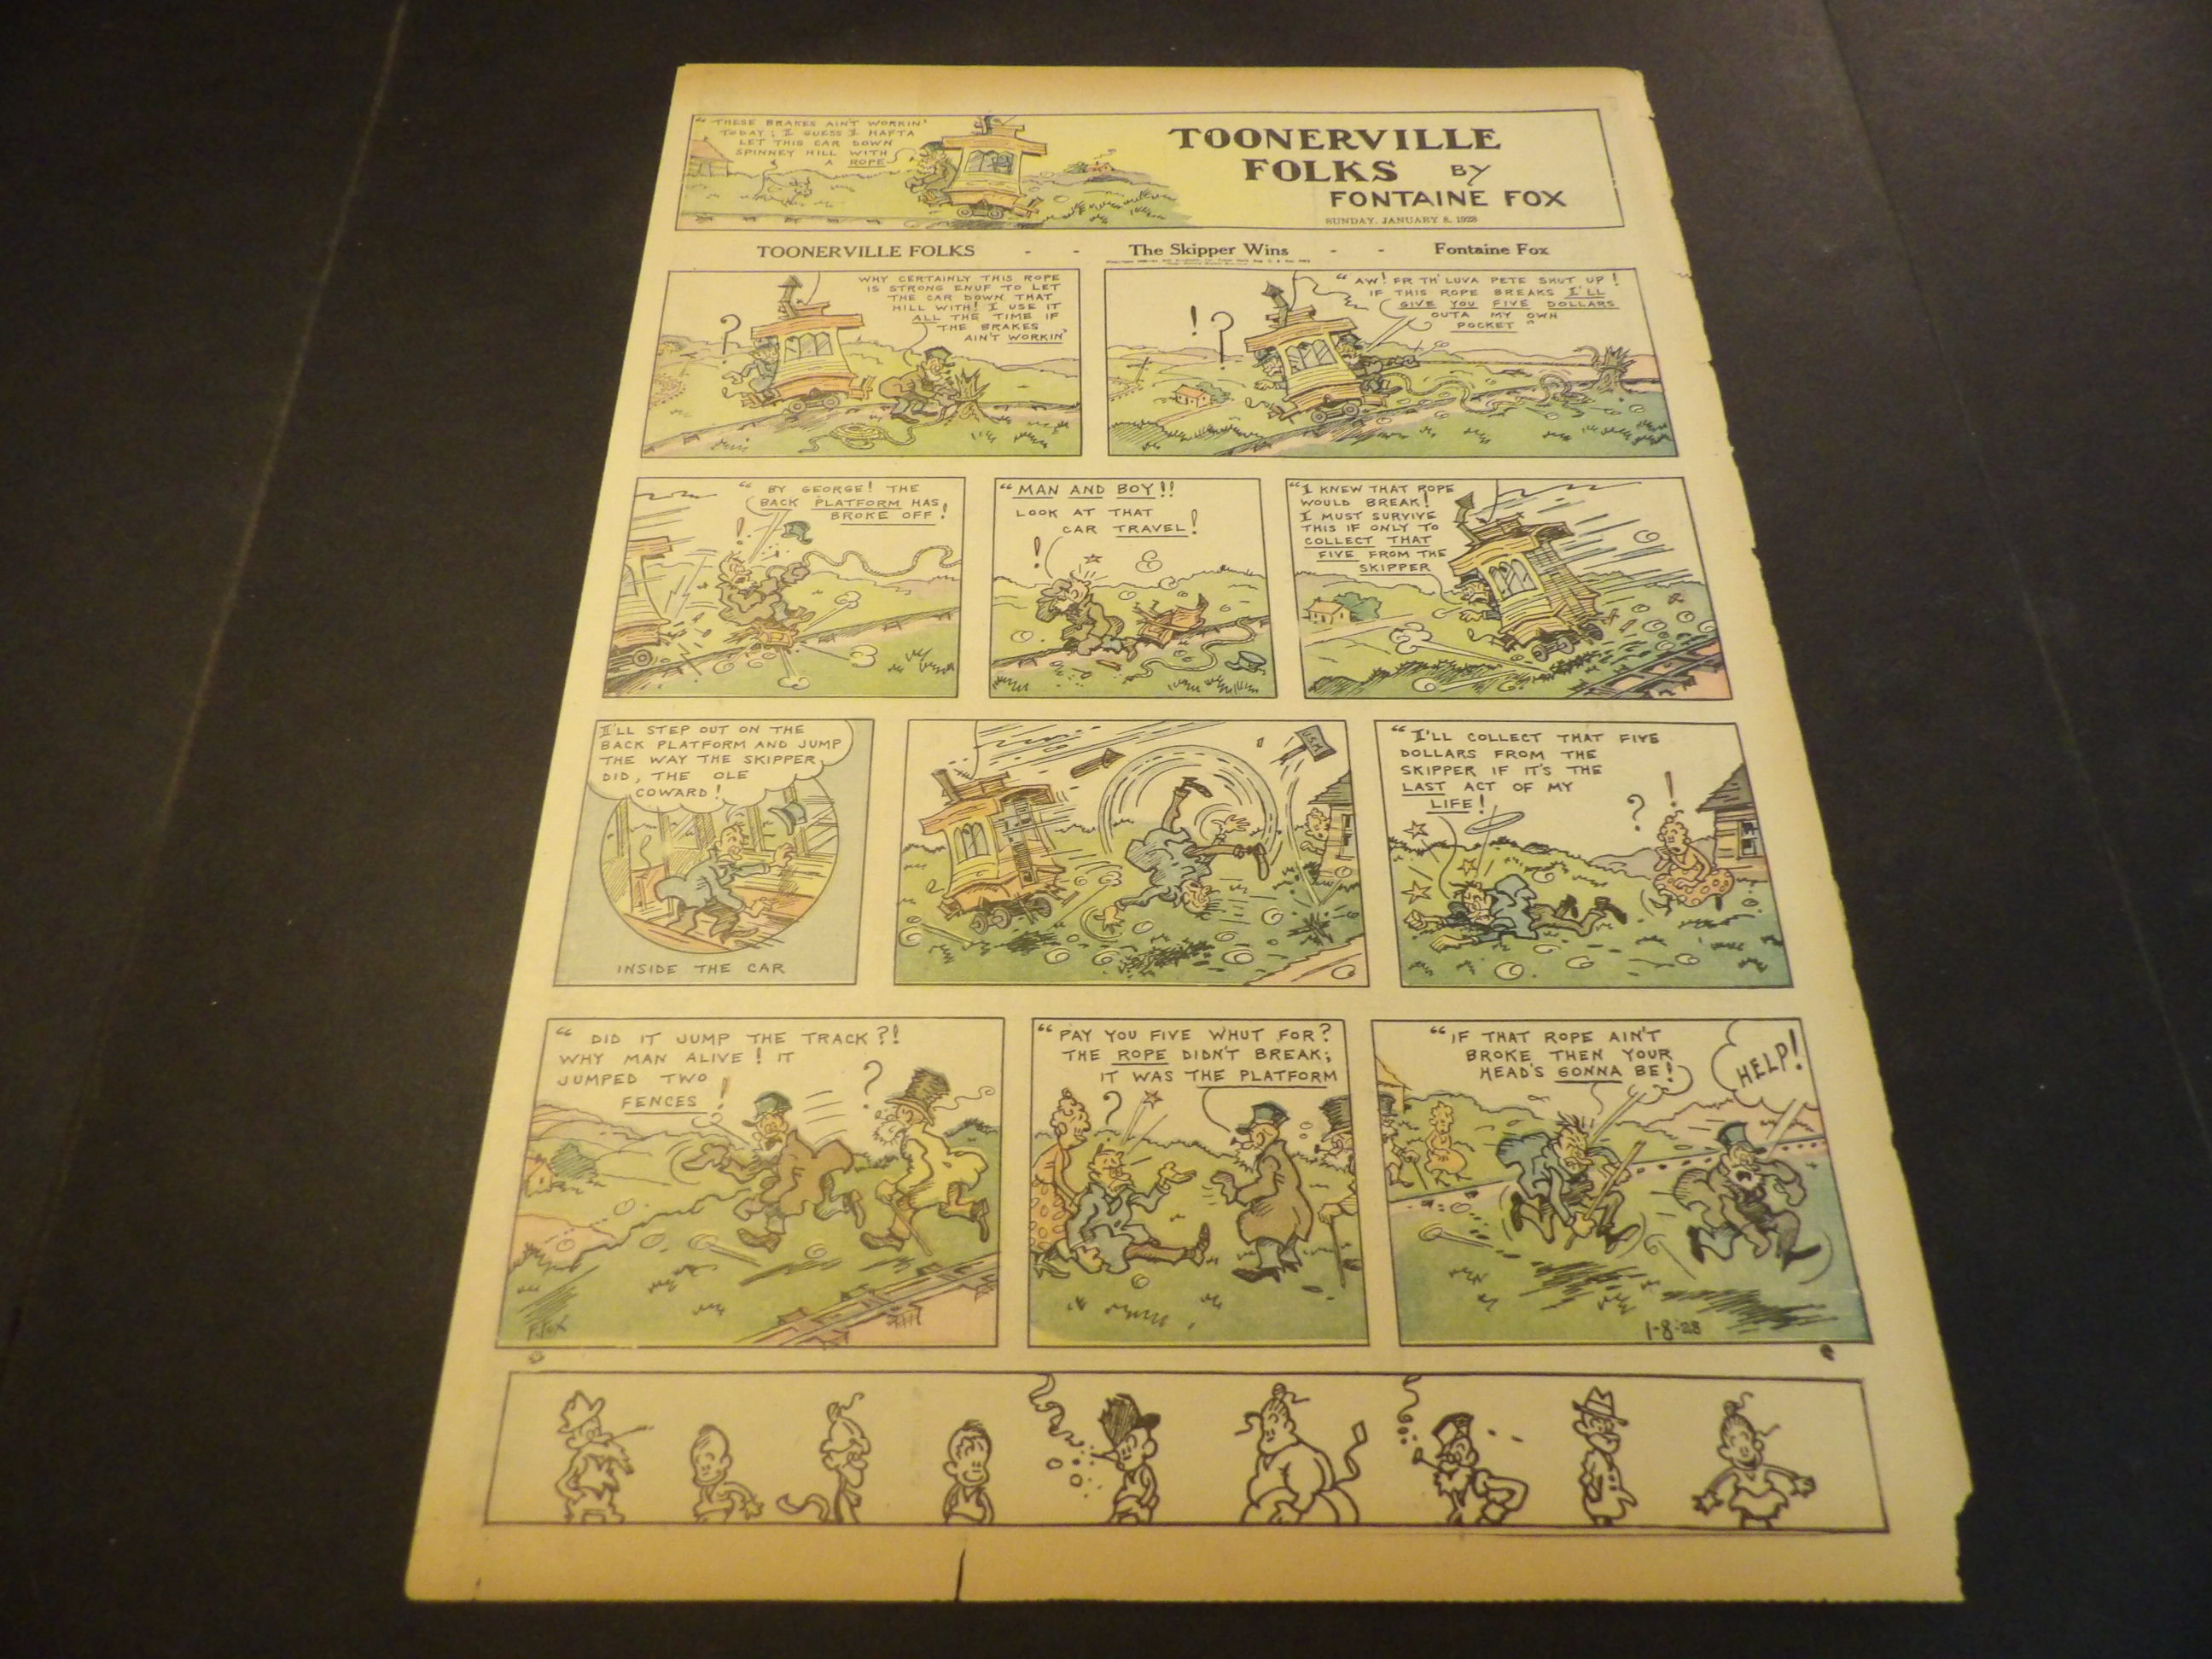 “ THESE BRAKES AIN'T WORKIN'
TODAY; I GUESS I HAFTA
LET THIS CAR DOWN
SPINNEY HILL WITH
A ROPE
TOONERVILLE
FOLKS BY
FONTAINE FOX
SUNDAY, JANUARY 8, 1928
TOONERVILLE FOLKS - - The Skipper Wins - - Fontaine Fox
WHY CERTAINLY THIS ROPE
IS STRONG ENUF TO LET
THE CAR DOWN THAT
HILL WITH! I USE IT
ALL THE TIME IF
THE BRAKES
AIN'T WORKIN'
?
“ AW! FR TH' LUVA PETE SHUT UP!
IF THIS ROPE BREAKS I'LL
GIVE YOU FIVE DOLLARS
OUTA MY OWN
POCKET ”
! ?
“ BY GEORGE! THE
BACK PLATFORM HAS
BROKE OFF!
!
“ MAN AND BOY!!
LOOK AT THAT
CAR TRAVEL!
!
“I KNEW THAT ROPE
WOULD BREAK!
I MUST SURVIVE
THIS IF ONLY TO
COLLECT THAT
FIVE FROM THE
SKIPPER
I'LL STEP OUT ON THE
BACK PLATFORM AND JUMP
THE WAY THE SKIPPER
DID, THE OLE
COWARD!
INSIDE THE CAR
U.S.M
“I'LL COLLECT THAT FIVE
DOLLARS FROM THE
SKIPPER IF IT'S THE
LAST ACT OF MY
LIFE!
? !
“ DID IT JUMP THE TRACK?!
WHY MAN ALIVE! IT
JUMPED TWO
FENCES!
?
F. FOX
“PAY YOU FIVE WHUT FOR?
THE ROPE DIDN'T BREAK;
IT WAS THE PLATFORM
?
“IF THAT ROPE AIN'T
BROKE THEN YOUR
HEAD'S GONNA BE!
HELP!
1-8-28